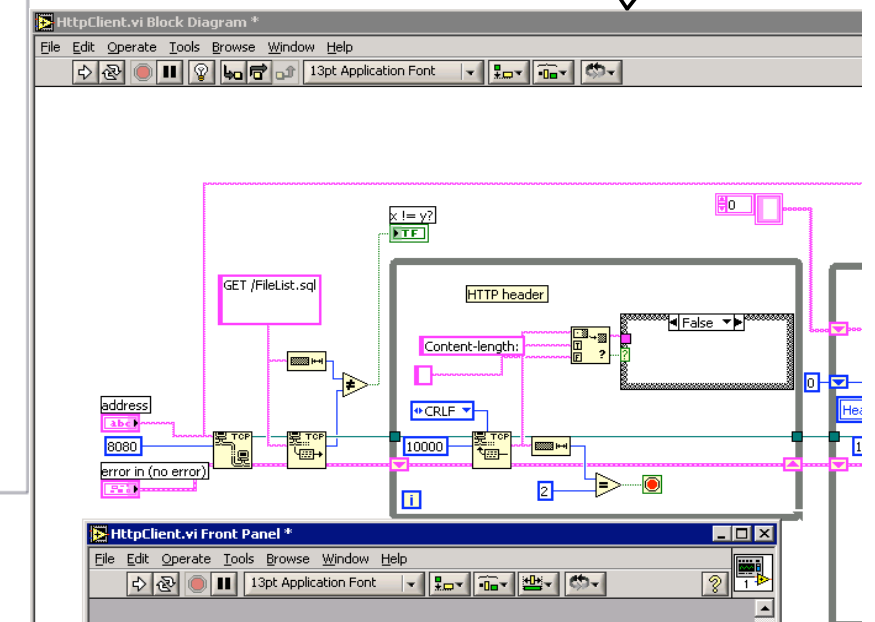 HttpClient.vi Block Diagram *
File Edit Operate Tools Browse Window Help
13pt Application Font
0
x != y?
TF
GET /FileList.sql
HTTP header
False
Content-length:
T
F ?
?
0
address
abc
CRLF
8080
TCP
TCP
10000
TCP
error in (no error)
2
i
HttpClient.vi Front Panel *
File Edit Operate Tools Browse Window Help
13pt Application Font
?
1